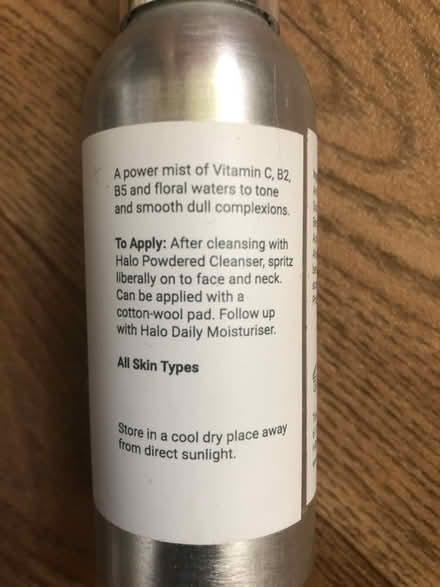 A power mist of Vitamin C, B2,
B5 and floral waters to tone
and smooth dull complexions.
To Apply: After cleansing with
Halo Powdered Cleanser, spritz
liberally on to face and neck.
Can be applied with a
cotton-wool pad. Follow up
with Halo Daily Moisturiser.
All Skin Types
Store in a cool dry place away
from direct sunlight.